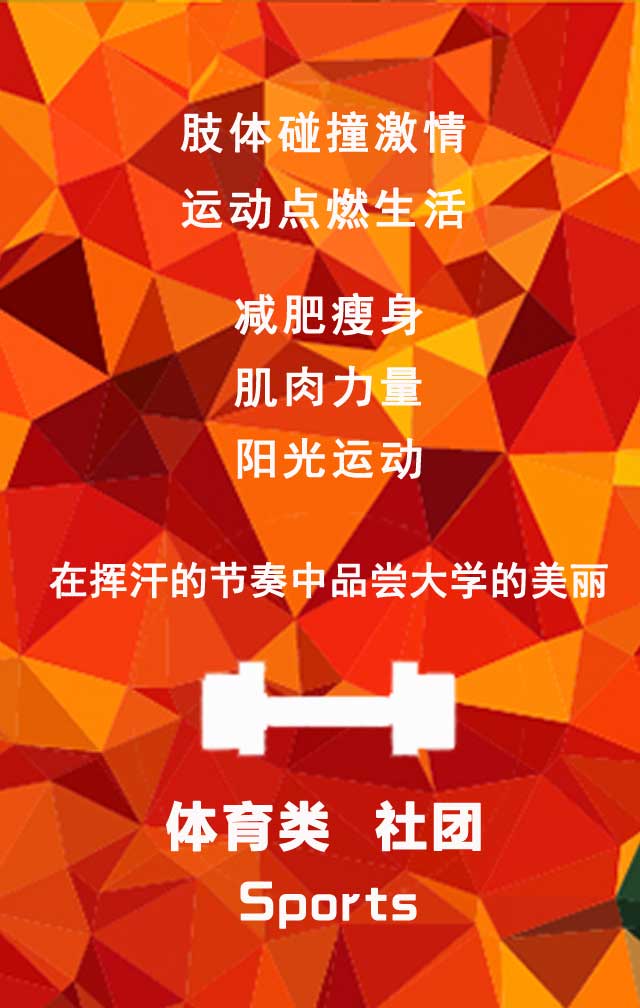 肢体碰撞激情
运动点燃生活
减肥瘦身
肌肉力量
阳光运动
在挥汗的节奏中品尝大学的美丽
体育类 社团
Sports